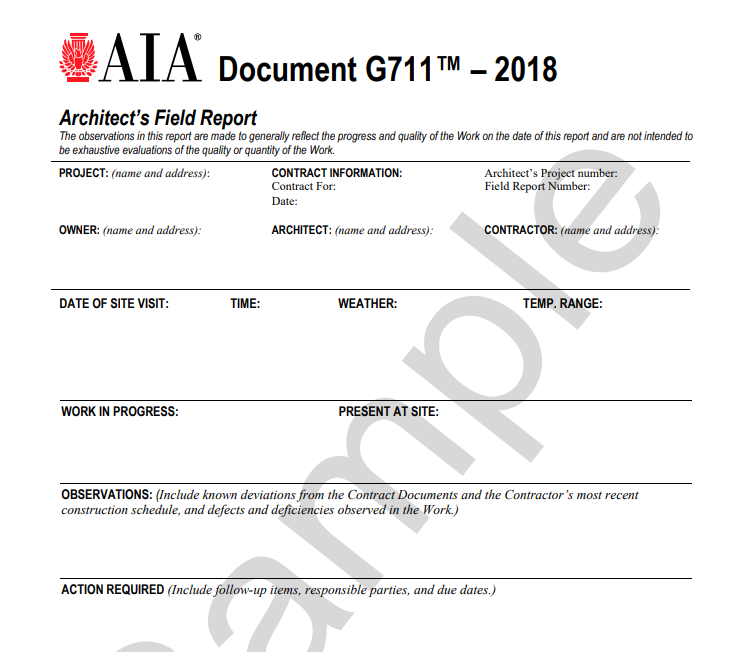 AIA® Document G711™ – 2018
Architect's Field Report
The observations in this report are made to generally reflect the progress and quality of the Work on the date of this report and are not intended to
be exhaustive evaluations of the quality or quantity of the Work.
PROJECT: (name and address):
CONTRACT INFORMATION:
Contract For:
Date:
Architect's Project number:
Field Report Number:
OWNER: (name and address):
ARCHITECT: (name and address):
CONTRACTOR: (name and address):
DATE OF SITE VISIT:
TIME:
WEATHER:
TEMP. RANGE:
WORK IN PROGRESS:
PRESENT AT SITE:
OBSERVATIONS: (Include known deviations from the Contract Documents and the Contractor's most recent
construction schedule, and defects and deficiencies observed in the Work.)
ACTION REQUIRED (Include follow-up items, responsible parties, and due dates.)
Sample